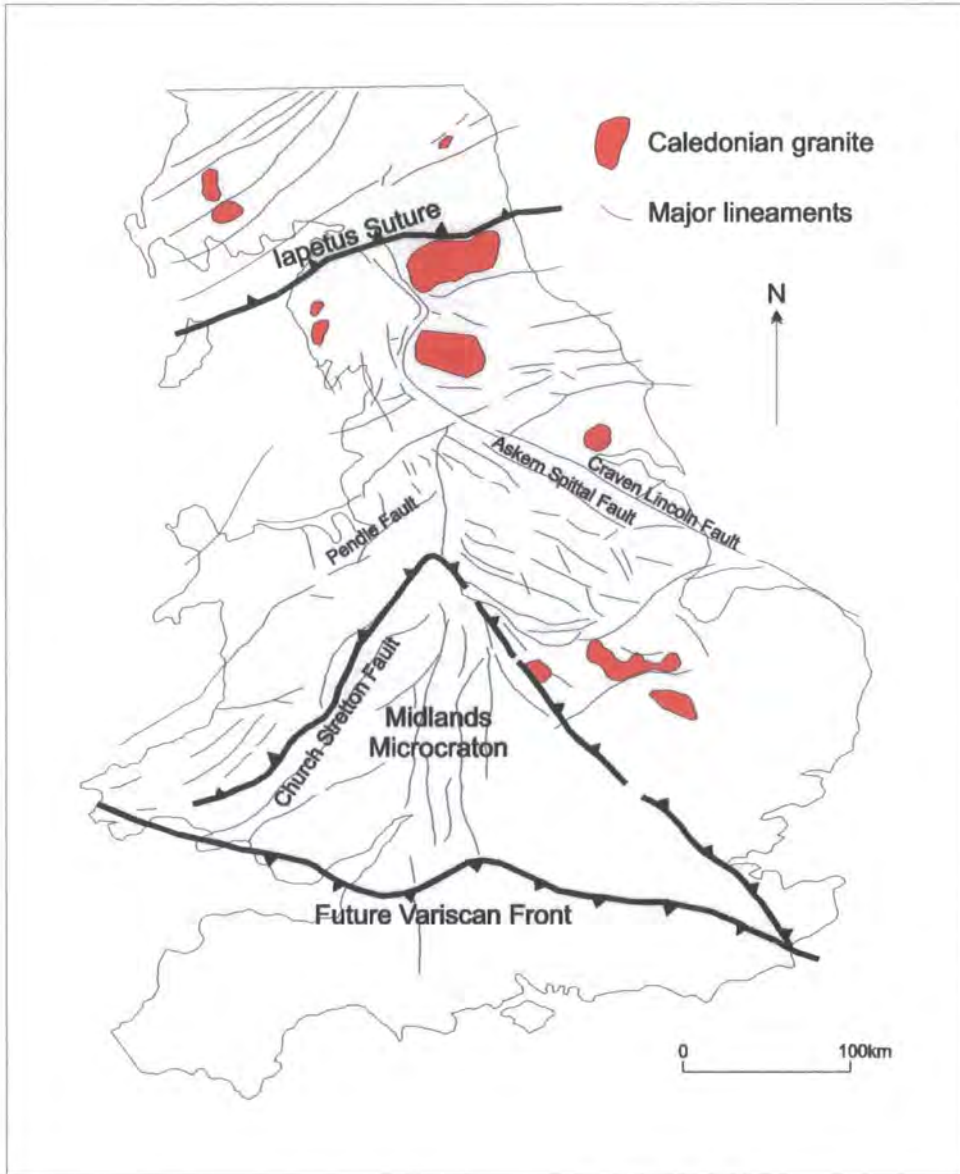 Caledonian granite
Major lineaments
Iapetus Suture
N
Askern Spittal Fault
Craven Lincoln Fault
Pendle Fault
Church Stretton Fault
Midlands
Microcraton
Future Variscan Front
0 100km